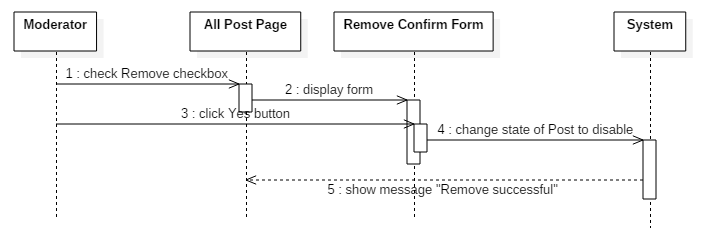 Moderator
All Post Page
Remove Confirm Form
System
1 : check Remove checkbox
2 : display form
3 : click Yes button
4 : change state of Post to disable
5 : show message "Remove successful"